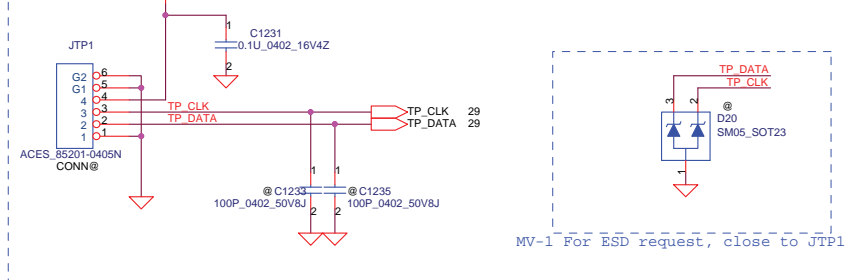 1
C1231
0.1U_0402_16V4Z
2
JTP1
G2 6
G1 5
4 4
3 3
2 2
1 1
TP_CLK
TP_DATA
TP_CLK 29
TP_DATA 29
ACES_85201-0405N
CONN@
1 1
@ C1233 @ C1235
100P_0402_50V8J 100P_0402_50V8J
2 2
TP_DATA
TP_CLK
3 2
@
D20
SM05_SOT23
1
MV-1 For ESD request, close to JTP1